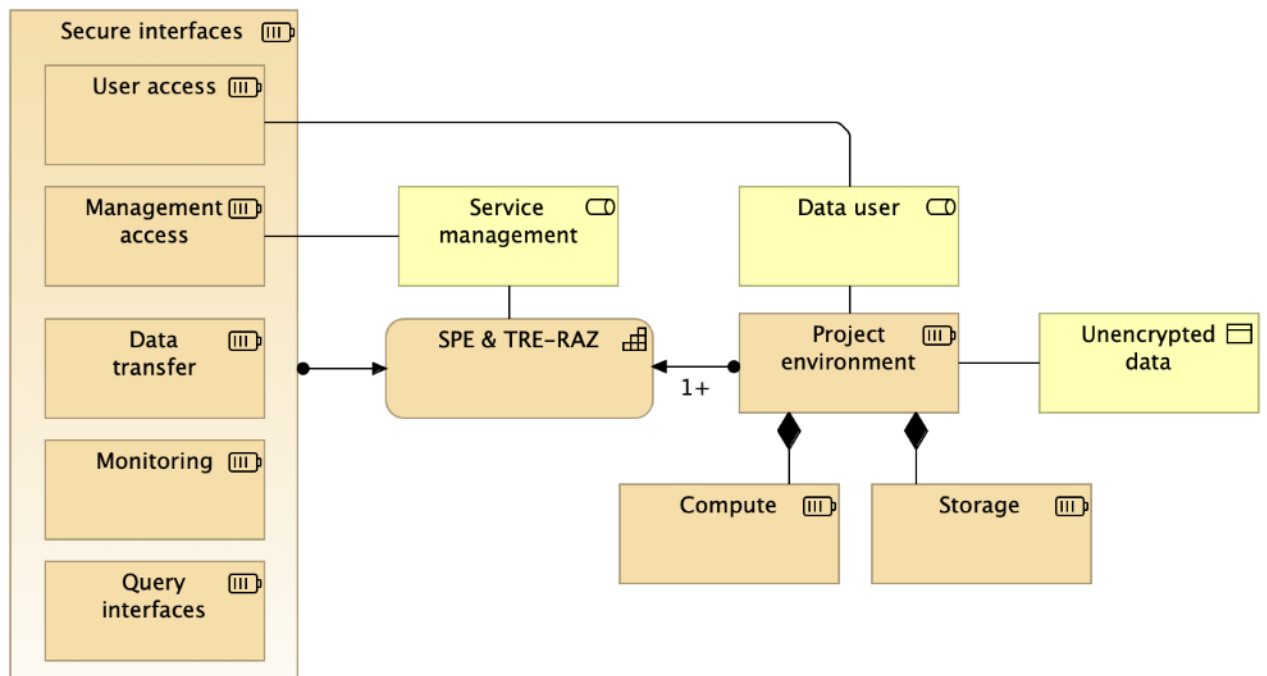 Secure interfaces
User access
Management
access
Service
management
Data user
Data
transfer
SPE & TRE-RAZ
1+
Project
environment
Unencrypted
data
Monitoring
Compute
Storage
Query
interfaces